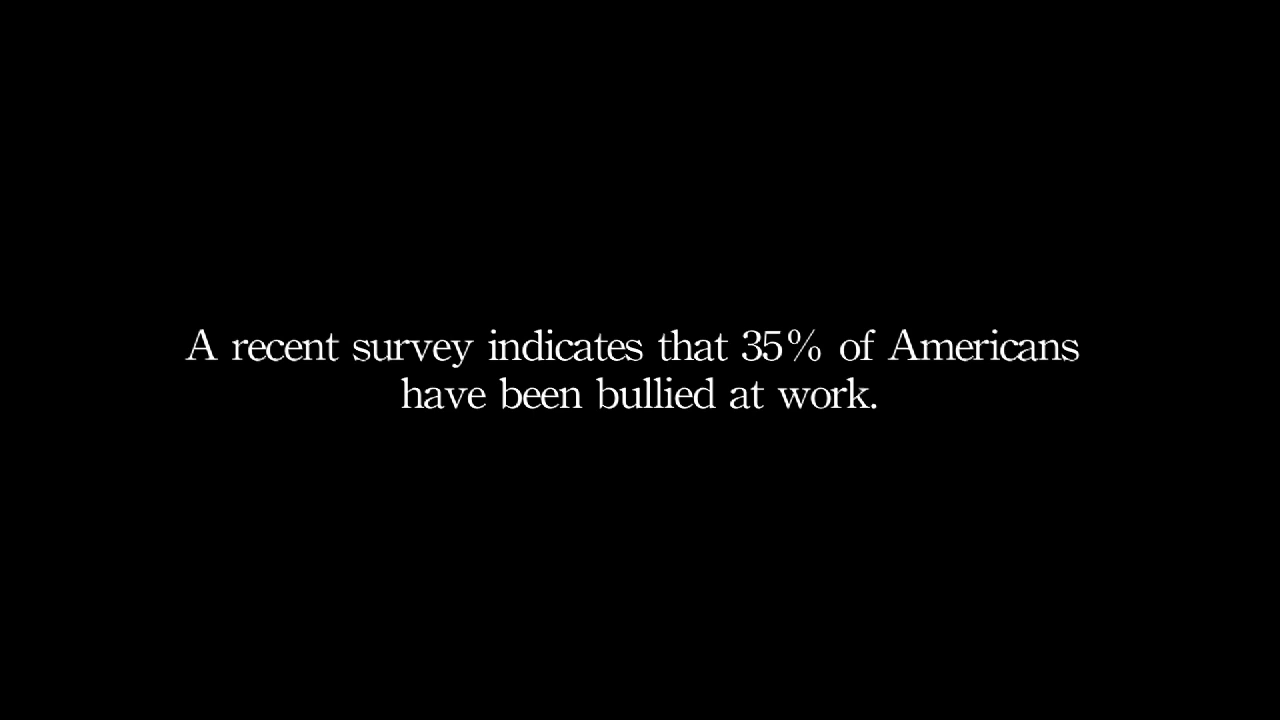 A recent survey indicates that 35% of Americans
have been bullied at work.